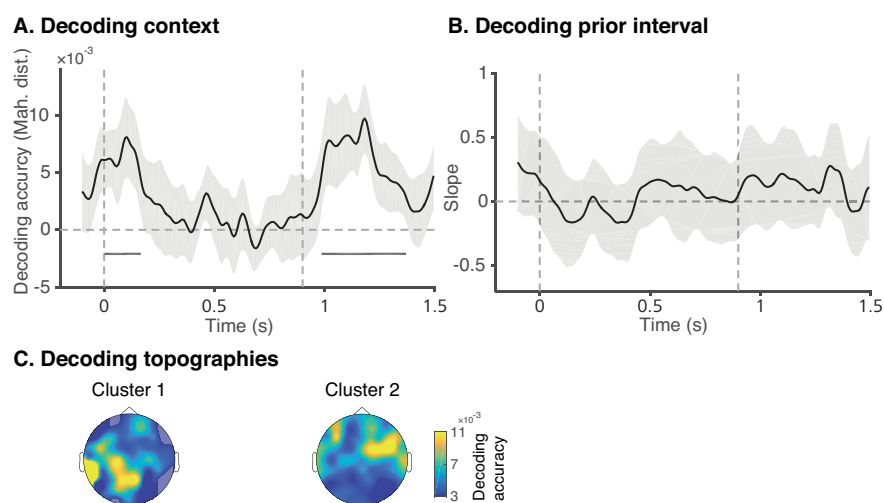 A. Decoding context
B. Decoding prior interval
×10⁻³
Decoding accurcy (Mah. dist.)
10
5
0
-5
0
0.5
1
1.5
Time (s)
Slope
1
0.5
0
-0.5
0
0.5
1
1.5
Time (s)
C. Decoding topographies
Cluster 1
Cluster 2
×10⁻³
11
7
3
Decoding
accuracy